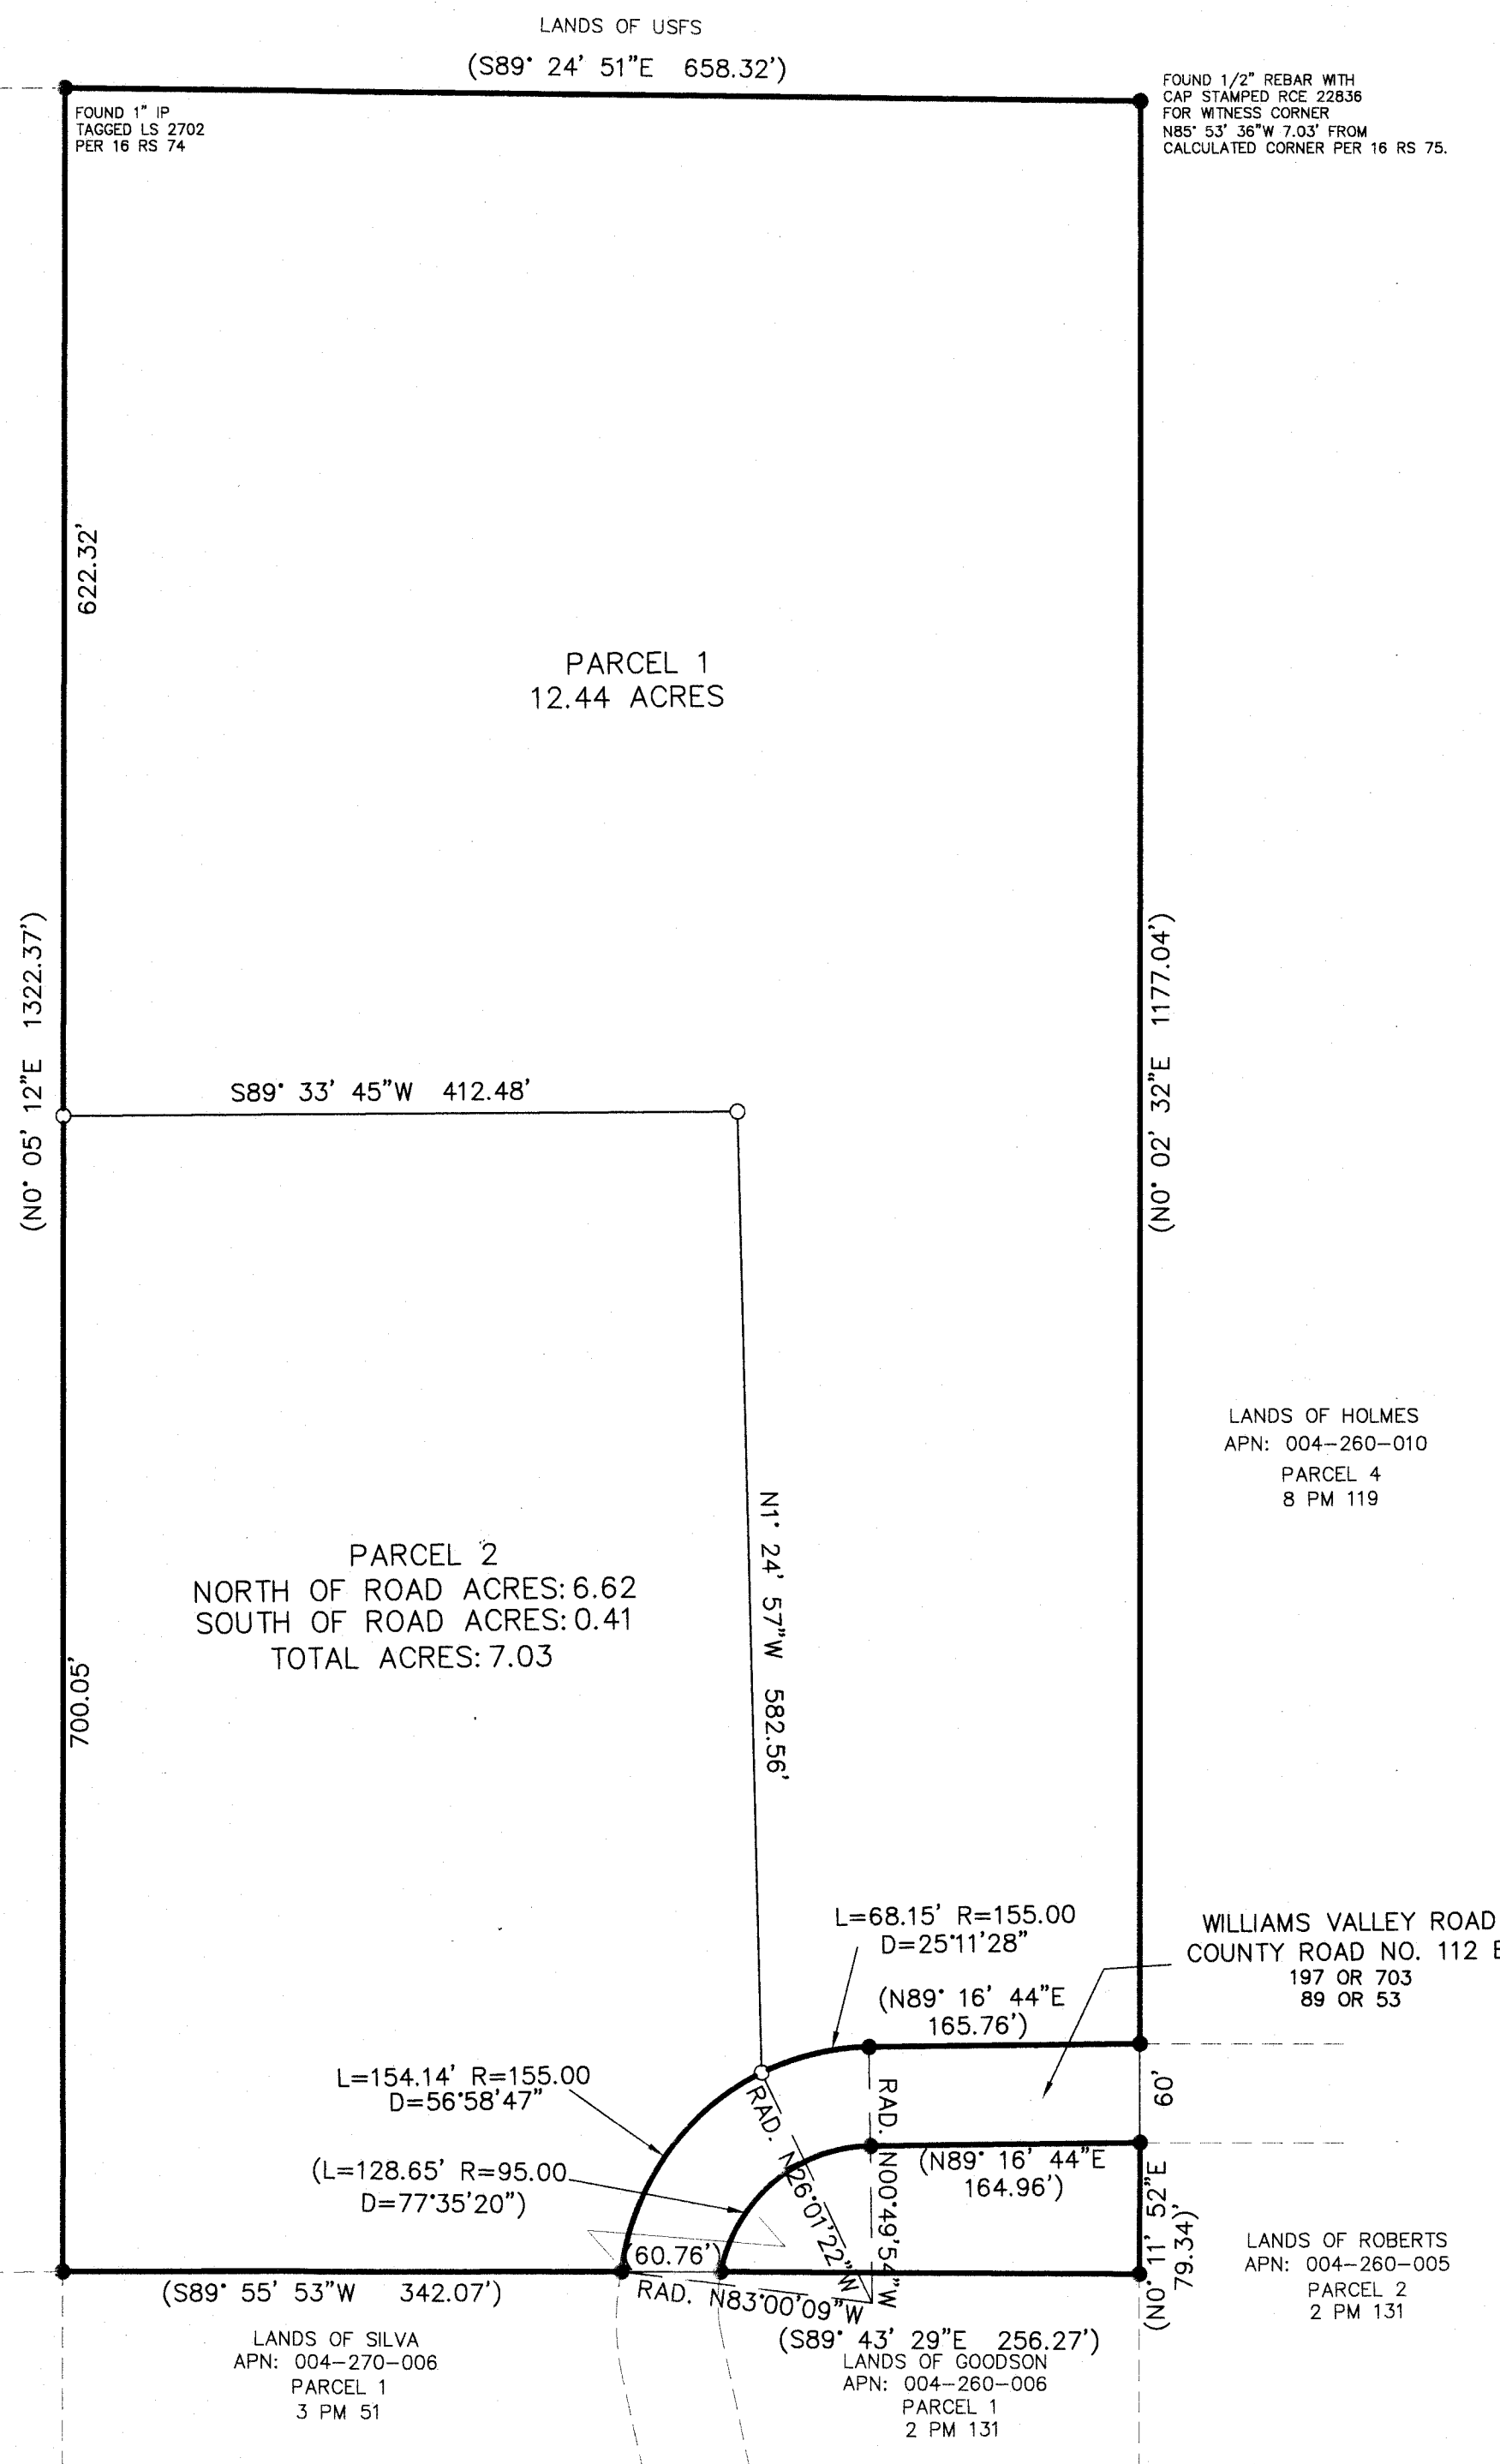 LANDS OF USFS
(S89° 24' 51"E 658.32')
FOUND 1" IP
TAGGED LS 2702
PER 16 RS 74
FOUND 1/2" REBAR WITH
CAP STAMPED RCE 22836
FOR WITNESS CORNER
N85° 53' 36"W 7.03' FROM
CALCULATED CORNER PER 16 RS 75.
622.32'
PARCEL 1
12.44 ACRES
(N0° 05' 12"E 1322.37')
(N0° 02' 32"E 1177.04')
S89° 33' 45"W 412.48'
LANDS OF HOLMES
APN: 004-260-010
PARCEL 4
8 PM 119
N1° 24' 57"W 582.56'
PARCEL 2
NORTH OF ROAD ACRES: 6.62
SOUTH OF ROAD ACRES: 0.41
TOTAL ACRES: 7.03
700.05'
L=68.15' R=155.00
D=25°11'28"
WILLIAMS VALLEY ROAD
COUNTY ROAD NO. 112 E
197 OR 703
89 OR 53
(N89° 16' 44"E
165.76')
L=154.14' R=155.00
D=56°58'47"
60'
RAD. N26°01'22"W
RAD. N00°49'54"W
(N89° 16' 44"E
164.96')
(L=128.65' R=95.00
D=77°35'20")
(N0° 11' 52"E
79.34')
(60.76')
LANDS OF ROBERTS
APN: 004-260-005
PARCEL 2
2 PM 131
(S89° 55' 53"W 342.07')
RAD. N83°00'09"W
(S89° 43' 29"E 256.27')
LANDS OF SILVA
APN: 004-270-006
PARCEL 1
3 PM 51
LANDS OF GOODSON
APN: 004-260-006
PARCEL 1
2 PM 131